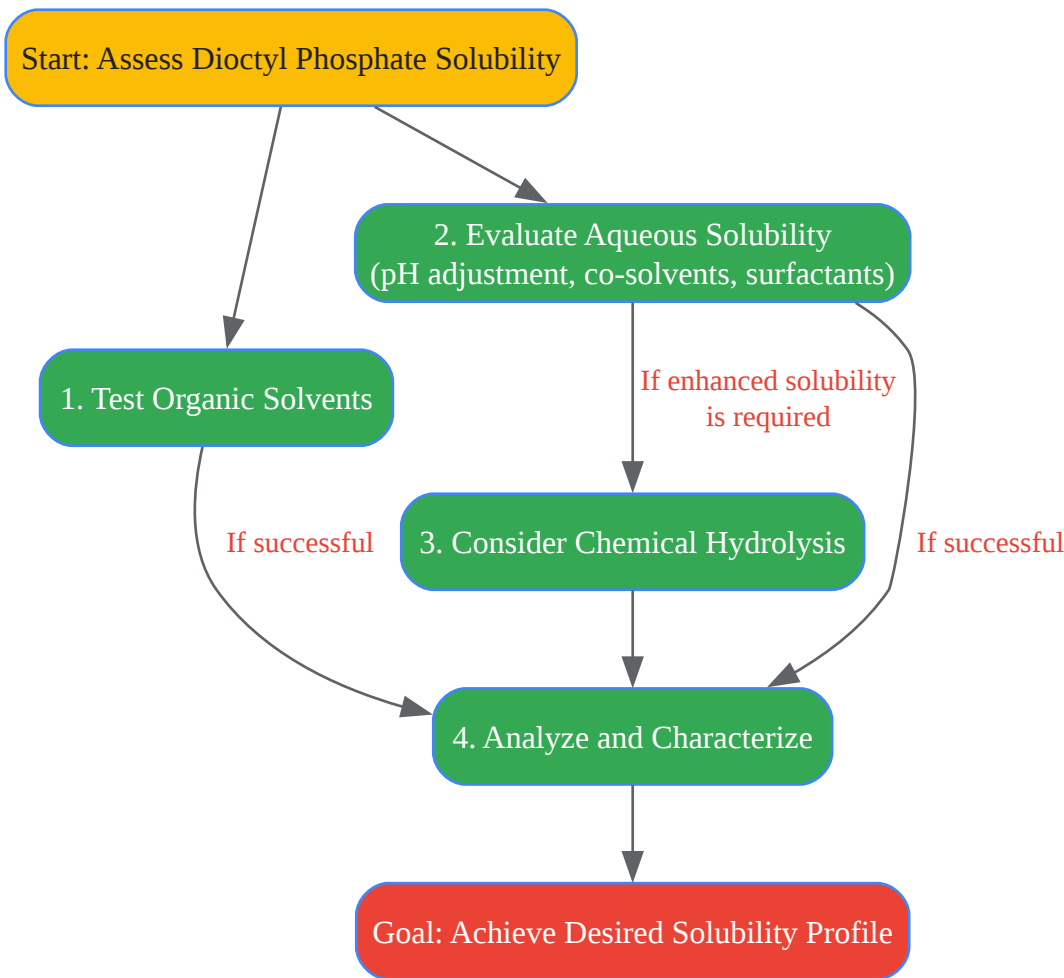 Start: Assess Dioctyl Phosphate Solubility
2. Evaluate Aqueous Solubility
(pH adjustment, co-solvents, surfactants)
1. Test Organic Solvents
If enhanced solubility
is required
If successful
3. Consider Chemical Hydrolysis
If successful
4. Analyze and Characterize
Goal: Achieve Desired Solubility Profile